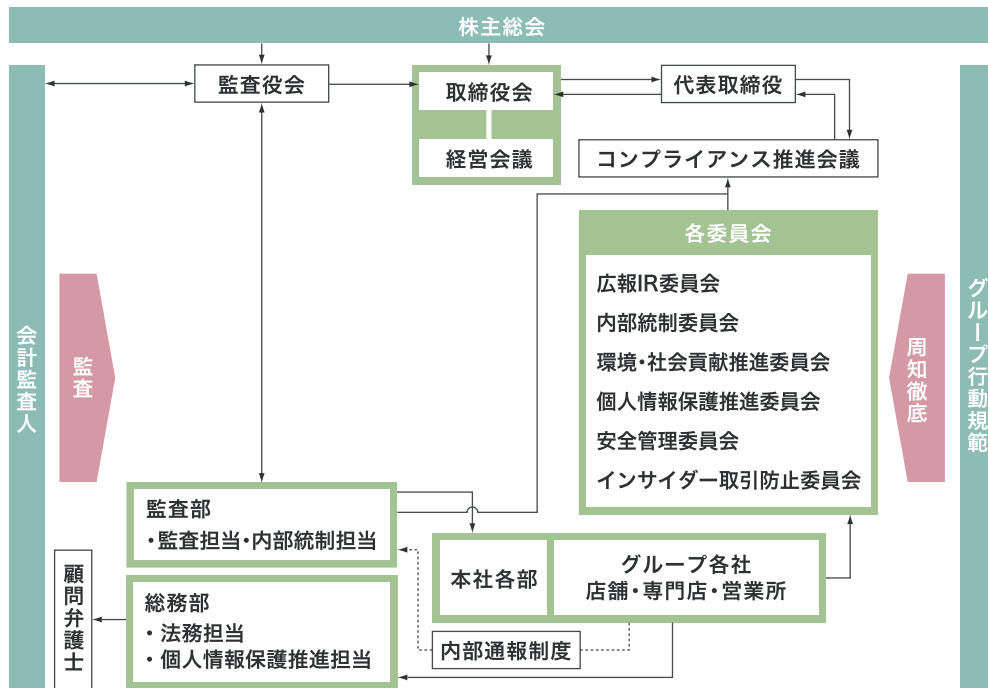 株主総会
監査役会
取締役会
経営会議
代表取締役
コンプライアンス推進会議
会計監査人
監査
各委員会
広報IR委員会
内部統制委員会
環境・社会貢献推進委員会
個人情報保護推進委員会
安全管理委員会
インサイダー取引防止委員会
周知徹底
グループ行動規範
監査部
・監査担当・内部統制担当
本社各部
グループ各社
店舗・専門店・営業所
顧問弁護士
総務部
・法務担当
・個人情報保護推進担当
内部通報制度